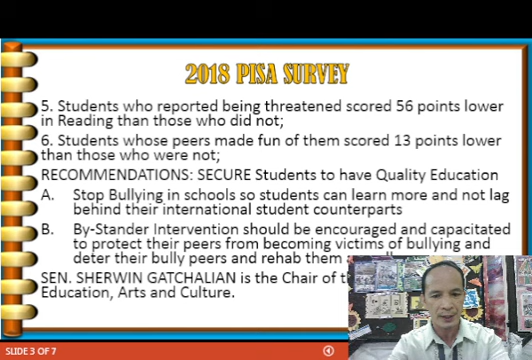 2018 PISA SURVEY
5. Students who reported being threatened scored 56 points lower
in Reading than those who did not;
6. Students whose peers made fun of them scored 13 points lower
than those who were not;
RECOMMENDATIONS: SECURE Students to have Quality Education
A. Stop Bullying in schools so students can learn more and not lag
behind their international student counterparts
B. By-Stander Intervention should be encouraged and capacitated
to protect their peers from becoming victims of bullying and
deter their bully peers and rehab them
SEN. SHERWIN GATCHALIAN is the Chair of
Education, Arts and Culture.
SLIDE 3 OF 7